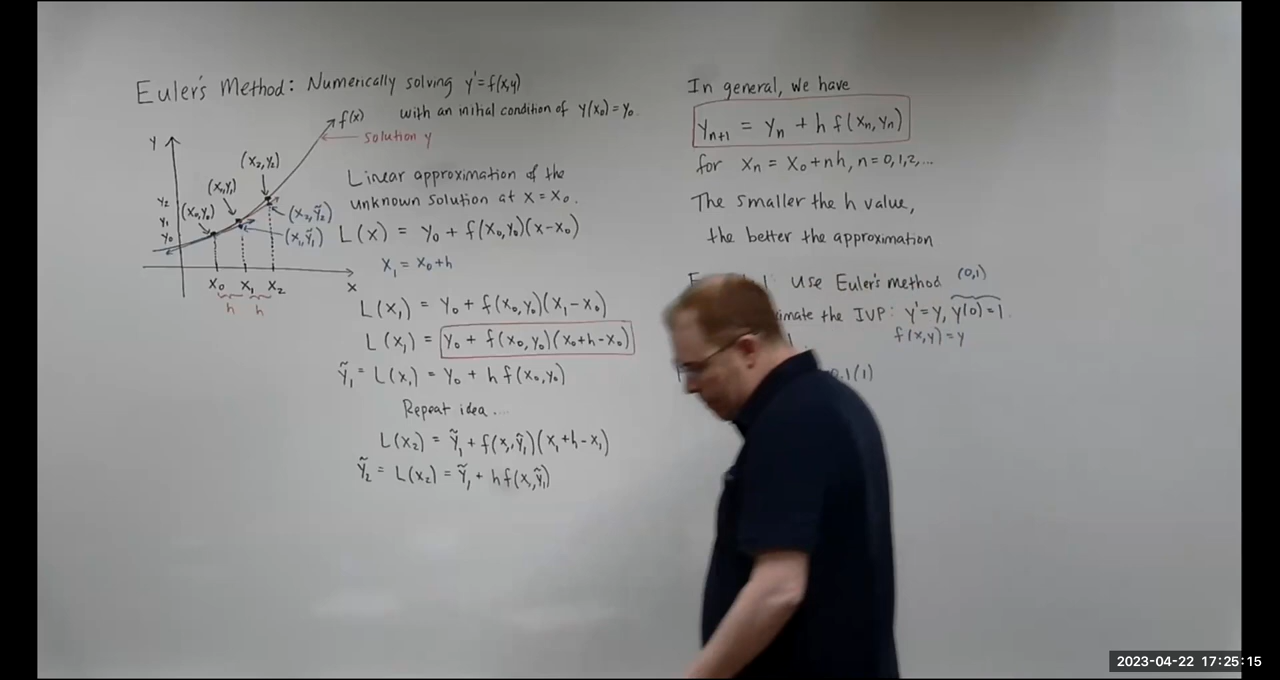 Euler's Method: Numerically solving y' = f(x,y)
with an initial condition of y(x₀) = y₀.
f(x)
solution y
Y
(x₂, y₂)
(x₁, y₁)
(x₀, y₀)
y₂
y₁
y₀
(x₂, ỹ₂)
(x₁, ỹ₁)
x₀ x₁ x₂ x
h h
Linear approximation of the
unknown solution at x = x₀.
L(x) = y₀ + f(x₀,y₀)(x-x₀)
x₁ = x₀+h
L(x₁) = y₀ + f(x₀,y₀)(x₁-x₀)
L(x₁) = y₀ + f(x₀,y₀)(x₀+h-x₀)
ỹ₁ = L(x₁) = y₀ + h f(x₀,y₀)
Repeat idea....
L(x₂) = ỹ₁ + f(x₁,ỹ₁)(x₁+h-x₁)
ỹ₂ = L(x₂) = ỹ₁ + h f(x₁,ỹ₁)
In general, we have
yₙ₊₁ = yₙ + h f(xₙ,yₙ)
for xₙ = x₀+nh, n=0,1,2,...
The smaller the h value,
the better the approximation.
Use Euler's method (0,1)
the IVP: y'=y, y(0)=1.
f(x,y)=y
0.1(1)
2023-04-22 17:25:15